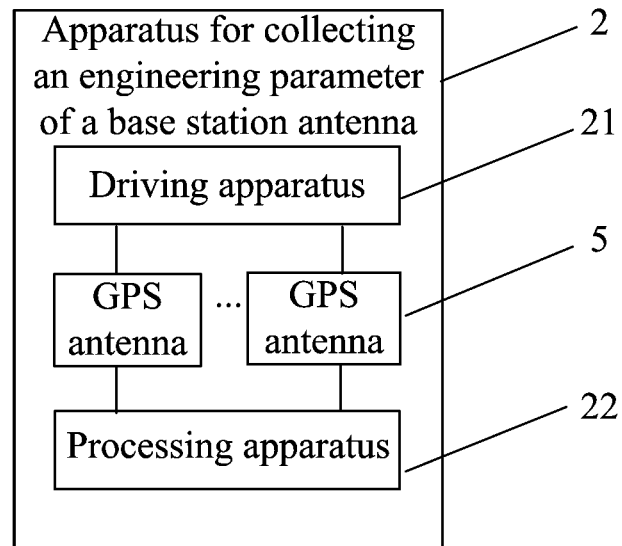 Apparatus for collecting
an engineering parameter
of a base station antenna
2
21
Driving apparatus
5
GPS
antenna
...
GPS
antenna
22
Processing apparatus